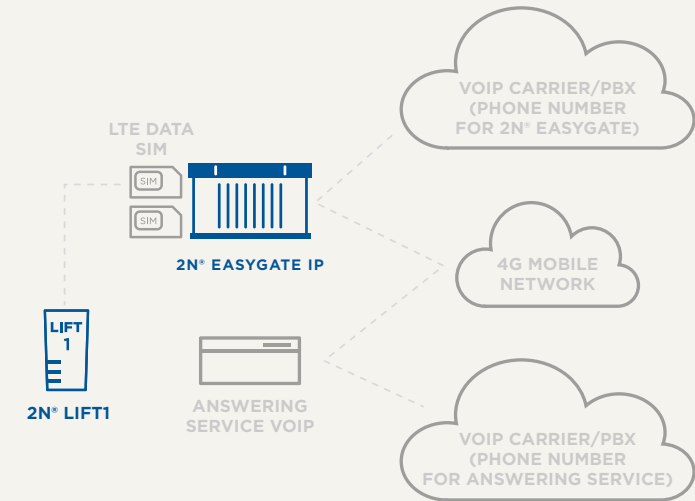 VOIP CARRIER/PBX
(PHONE NUMBER
FOR 2N® EASYGATE)
LTE DATA
SIM
SIM
SIM
2N® EASYGATE IP
4G MOBILE
NETWORK
LIFT
1
2N® LIFT1
ANSWERING
SERVICE VOIP
VOIP CARRIER/PBX
(PHONE NUMBER
FOR ANSWERING SERVICE)